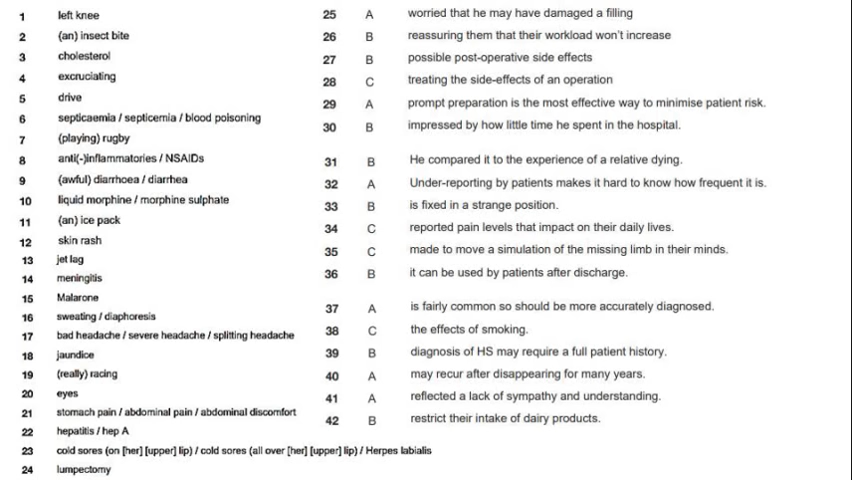 1 left knee
2 (an) insect bite
3 cholesterol
4 excruciating
5 drive
6 septicaemia / septicemia / blood poisoning
7 (playing) rugby
8 anti(-)inflammatories / NSAIDs
9 (awful) diarrhoea / diarrhea
10 liquid morphine / morphine sulphate
11 (an) ice pack
12 skin rash
13 jet lag
14 meningitis
15 Malarone
16 sweating / diaphoresis
17 bad headache / severe headache / splitting headache
18 jaundice
19 (really) racing
20 eyes
21 stomach pain / abdominal pain / abdominal discomfort
22 hepatitis / hep A
23 cold sores (on [her] [upper] lip) / cold sores (all over [her] [upper] lip) / Herpes labialis
24 lumpectomy
25 A worried that he may have damaged a filling
26 B reassuring them that their workload won't increase
27 B possible post-operative side effects
28 C treating the side-effects of an operation
29 A prompt preparation is the most effective way to minimise patient risk.
30 B impressed by how little time he spent in the hospital.
31 B He compared it to the experience of a relative dying.
32 A Under-reporting by patients makes it hard to know how frequent it is.
33 B is fixed in a strange position.
34 C reported pain levels that impact on their daily lives.
35 C made to move a simulation of the missing limb in their minds.
36 B it can be used by patients after discharge.
37 A is fairly common so should be more accurately diagnosed.
38 C the effects of smoking.
39 B diagnosis of HS may require a full patient history.
40 A may recur after disappearing for many years.
41 A reflected a lack of sympathy and understanding.
42 B restrict their intake of dairy products.